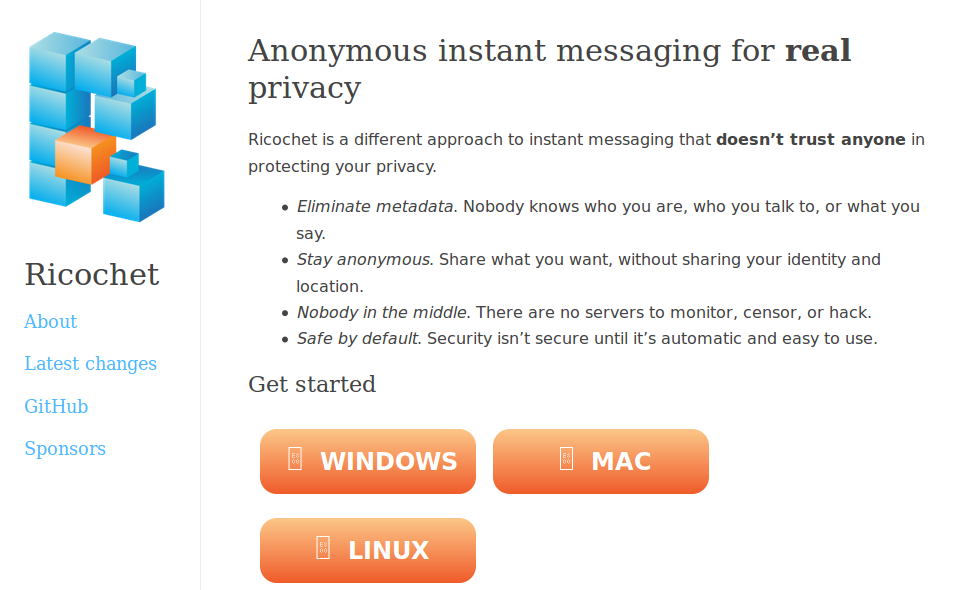 Anonymous instant messaging for real
privacy
Ricochet is a different approach to instant messaging that doesn’t trust anyone in
protecting your privacy.
• Eliminate metadata. Nobody knows who you are, who you talk to, or what you
say.
• Stay anonymous. Share what you want, without sharing your identity and
location.
• Nobody in the middle. There are no servers to monitor, censor, or hack.
• Safe by default. Security isn’t secure until it’s automatic and easy to use.
Get started
WINDOWS
MAC
LINUX
Ricochet
About
Latest changes
GitHub
Sponsors